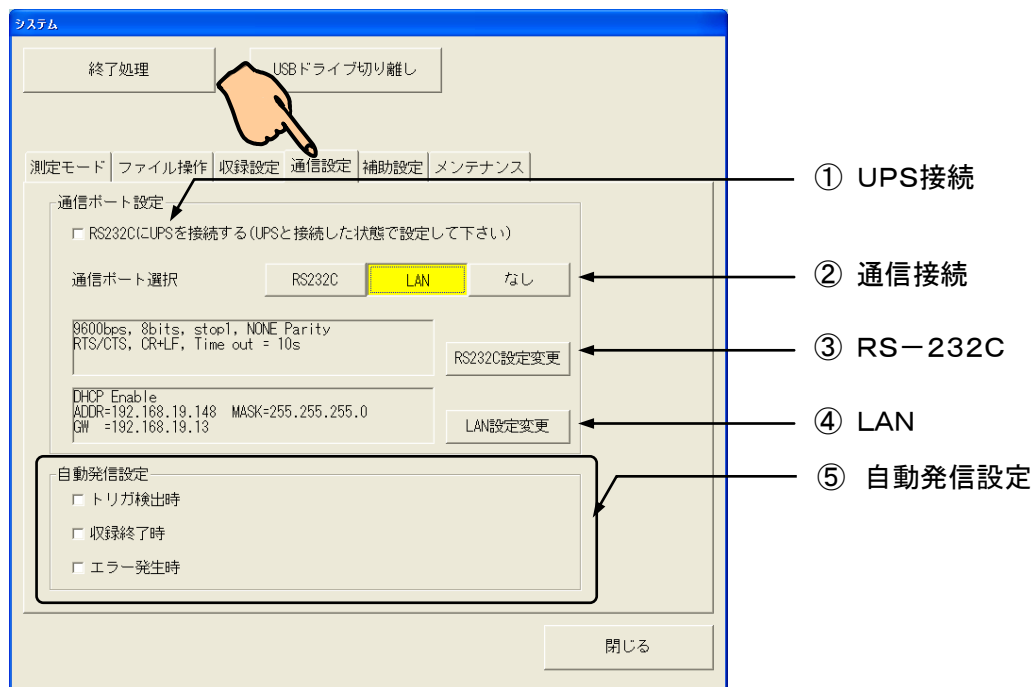 システム
終了処理
USBドライブ切り離し
測定モード ファイル操作 収録設定 通信設定 補助設定 メンテナンス
① UPS接続
通信ポート設定
RS232CにUPSを接続する(UPSと接続した状態で設定して下さい)
通信ポート選択 RS232C LAN なし
② 通信接続
9600bps, 8bits, stop1, NONE Parity
RTS/CTS, CR+LF, Time out = 10s
RS232C設定変更
③ RS－232C
DHCP Enable
ADDR=192.168.19.148 MASK=255.255.255.0
GW =192.168.19.13
LAN設定変更
④ LAN
自動発信設定
⑤ 自動発信設定
トリガ検出時
収録終了時
エラー発生時
閉じる